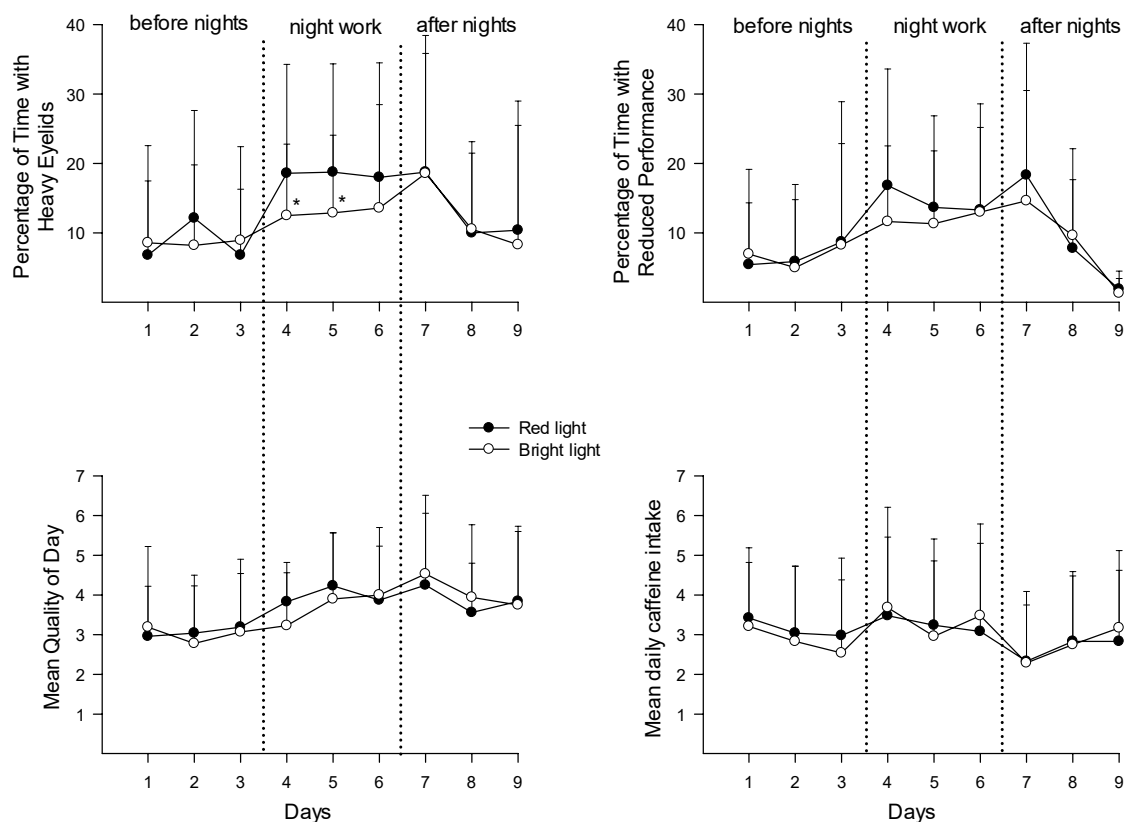 before nights night work after nights
40
30
20
10
Percentage of Time with
Heavy Eyelids
*
*
1 2 3 4 5 6 7 8 9
before nights night work after nights
40
30
20
10
Percentage of Time with
Reduced Performance
1 2 3 4 5 6 7 8 9
Red light
Bright light
7
6
5
4
3
2
1
Mean Quality of Day
1 2 3 4 5 6 7 8 9
Days
7
6
5
4
3
2
1
Mean daily caffeine intake
1 2 3 4 5 6 7 8 9
Days